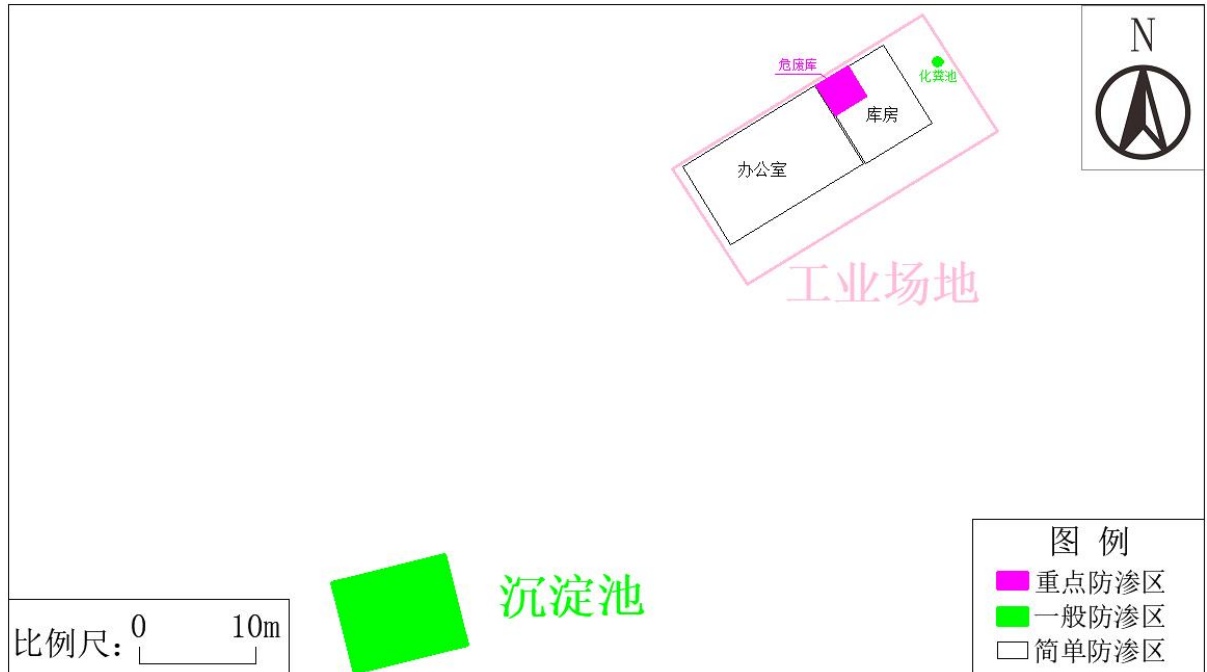 N
危废库
化粪池
库房
办公室
工业场地
沉淀池
比例尺: 0 10m
图 例
重点防渗区
一般防渗区
简单防渗区